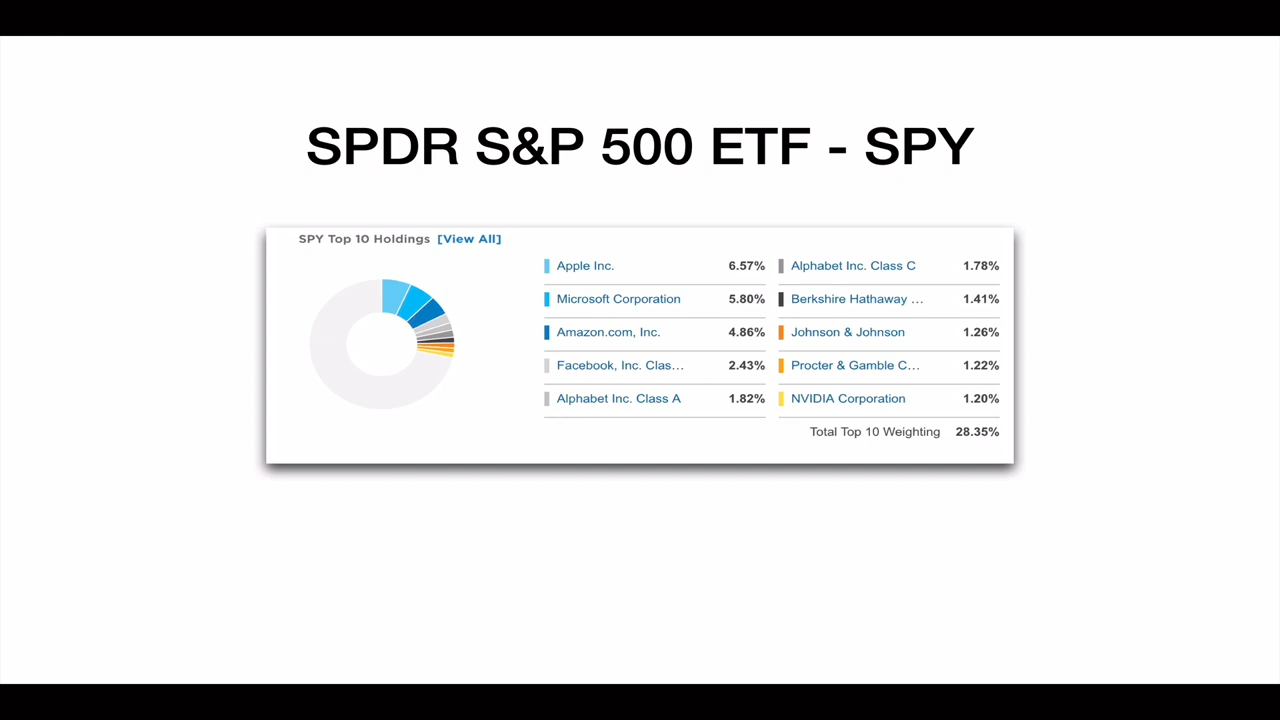 SPDR S&P 500 ETF - SPY
SPY Top 10 Holdings [View All]
Apple Inc. 6.57%
Microsoft Corporation 5.80%
Amazon.com, Inc. 4.86%
Facebook, Inc. Clas… 2.43%
Alphabet Inc. Class A 1.82%
Alphabet Inc. Class C 1.78%
Berkshire Hathaway … 1.41%
Johnson & Johnson 1.26%
Procter & Gamble C… 1.22%
NVIDIA Corporation 1.20%
Total Top 10 Weighting 28.35%